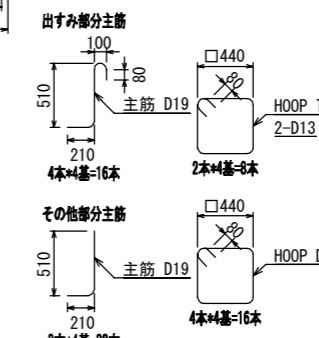 出すみ部分主筋
100
80
510
主筋 D19
210
4本*4基=16本
□440
80
HOOP
2-D13
2本*4基=8本
その他部分主筋
510
主筋 D19
210
□440
80
HOOP
4本*4基=16本